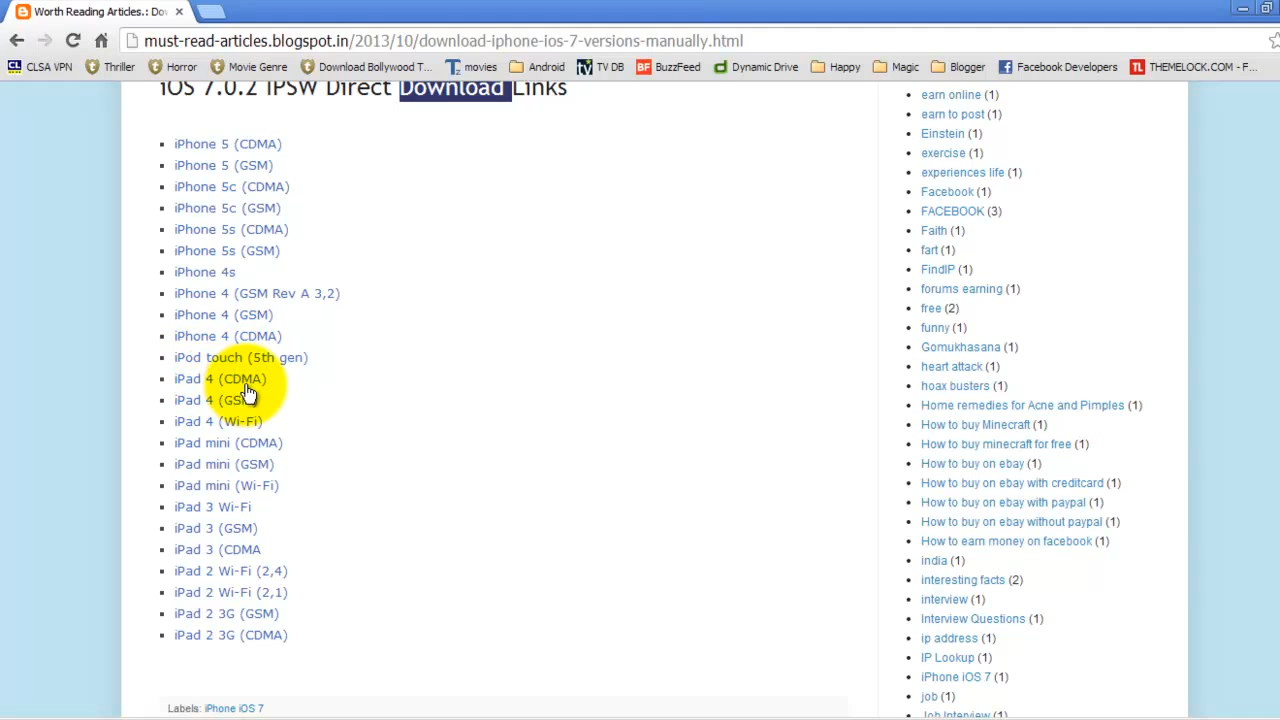 Worth Reading Articles.: Do
must-read-articles.blogspot.in/2013/10/download-iphone-ios-7-versions-manually.html
CLSA VPN Thriller Horror Movie Genre Download Bollywood T... movies Android TV DB BuzzFeed Dynamic Drive Happy Magic Blogger Facebook Developers THEMELOCK.COM - F...
iOS 7.0.2 IPSW Direct Download Links
iPhone 5 (CDMA)
iPhone 5 (GSM)
iPhone 5c (CDMA)
iPhone 5c (GSM)
iPhone 5s (CDMA)
iPhone 5s (GSM)
iPhone 4s
iPhone 4 (GSM Rev A 3,2)
iPhone 4 (GSM)
iPhone 4 (CDMA)
iPod touch (5th gen)
iPad 4 (CDMA)
iPad 4 (GSM)
iPad 4 (Wi-Fi)
iPad mini (CDMA)
iPad mini (GSM)
iPad mini (Wi-Fi)
iPad 3 Wi-Fi
iPad 3 (GSM)
iPad 3 (CDMA
iPad 2 Wi-Fi (2,4)
iPad 2 Wi-Fi (2,1)
iPad 2 3G (GSM)
iPad 2 3G (CDMA)
Labels: iPhone iOS 7
earn online (1)
earn to post (1)
Einstein (1)
exercise (1)
experiences life (1)
Facebook (1)
FACEBOOK (3)
Faith (1)
fart (1)
FindIP (1)
forums earning (1)
free (2)
funny (1)
Gomukhasana (1)
heart attack (1)
hoax busters (1)
Home remedies for Acne and Pimples (1)
How to buy Minecraft (1)
How to buy minecraft for free (1)
How to buy on ebay (1)
How to buy on ebay with creditcard (1)
How to buy on ebay with paypal (1)
How to buy on ebay without paypal (1)
How to earn money on facebook (1)
india (1)
interesting facts (2)
interview (1)
Interview Questions (1)
ip address (1)
IP Lookup (1)
iPhone iOS 7 (1)
job (1)
Job Interview (1)